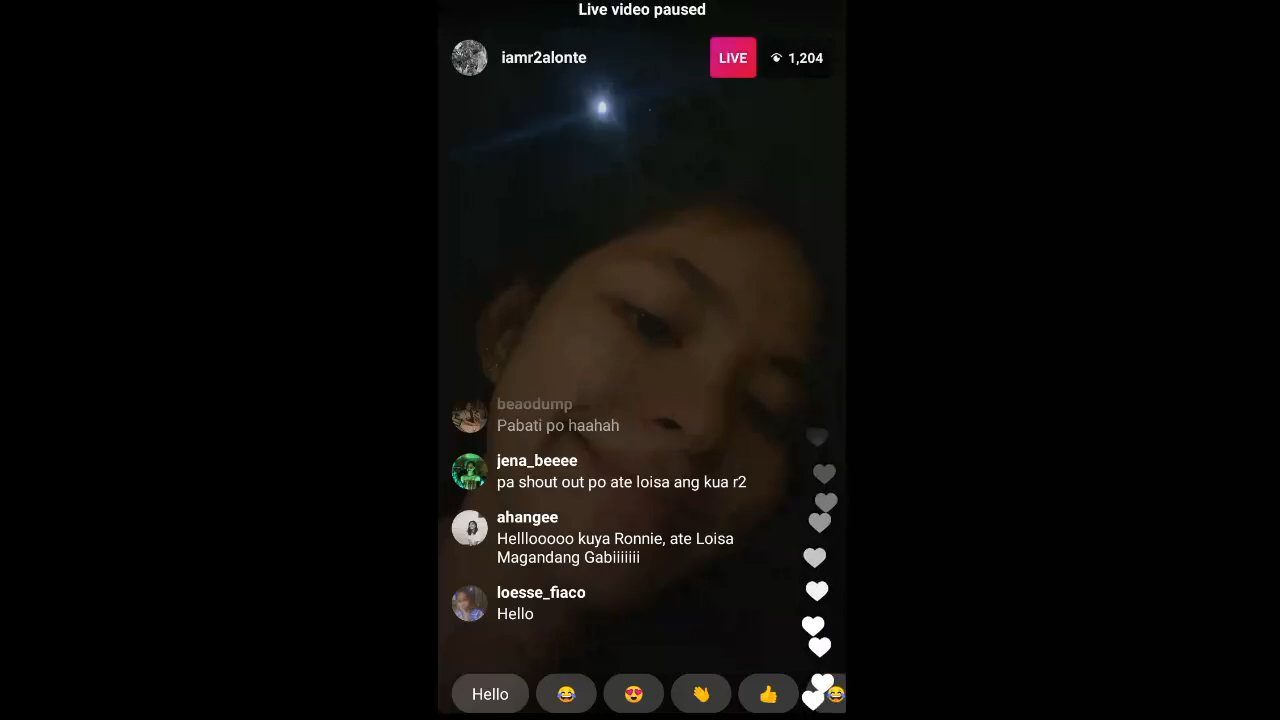 Live video paused
iamr2alonte
LIVE
1,204
beaodump
Pabati po haahah
jena_beeee
pa shout out po ate loisa ang kua r2
ahangee
Hellooooo kuya Ronnie, ate Loisa
Magandang Gabiiiiiii
loesse_fiaco
Hello
Hello